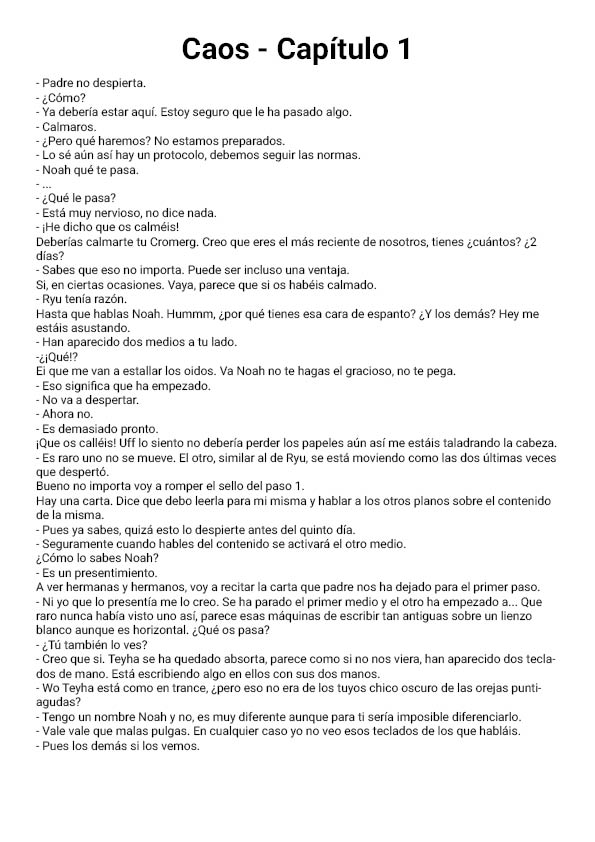 Caos - Capítulo 1
- Padre no despierta.
- ¿Cómo?
- Ya debería estar aquí. Estoy seguro que le ha pasado algo.
- Calmaros.
- ¿Pero qué haremos? No estamos preparados.
- Lo sé aún así hay un protocolo, debemos seguir las normas.
- Noah qué te pasa.
- ...
- ¿Qué le pasa?
- Está muy nervioso, no dice nada.
- ¡He dicho que os calméis!
Deberías calmarte tu Cromerg. Creo que eres el más reciente de nosotros, tienes ¿cuántos? ¿2
días?
- Sabes que eso no importa. Puede ser incluso una ventaja.
Si, en ciertas ocasiones. Vaya, parece que si os habéis calmado.
- Ryu tenía razón.
Hasta que hablas Noah. Hummm, ¿por qué tienes esa cara de espanto? ¿Y los demás? Hey me
estáis asustando.
- Han aparecido dos medios a tu lado.
-¿¡Qué!?
Ei que me van a estallar los oidos. Va Noah no te hagas el gracioso, no te pega.
- Eso significa que ha empezado.
- No va a despertar.
- Ahora no.
- Es demasiado pronto.
¡Que os calléis! Uff lo siento no debería perder los papeles aún así me estáis taladrando la cabeza.
- Es raro uno no se mueve. El otro, similar al de Ryu, se está moviendo como las dos últimas veces
que despertó.
Bueno no importa voy a romper el sello del paso 1.
Hay una carta. Dice que debo leerla para mi misma y hablar a los otros planos sobre el contenido
de la misma.
- Pues ya sabes, quizá esto lo despierte antes del quinto día.
- Seguramente cuando hables del contenido se activará el otro medio.
¿Cómo lo sabes Noah?
- Es un presentimiento.
A ver hermanas y hermanos, voy a recitar la carta que padre nos ha dejado para el primer paso.
- Ni yo que lo presentía me lo creo. Se ha parado el primer medio y el otro ha empezado a... Que
raro nunca había visto uno así, parece esas máquinas de escribir tan antiguas sobre un lienzo
blanco aunque es horizontal. ¿Qué os pasa?
- ¿Tú también lo ves?
- Creo que si. Teyha se ha quedado absorta, parece como si no nos viera, han aparecido dos tecla-
dos de mano. Está escribiendo algo en ellos con sus dos manos.
- Wo Teyha está como en trance, ¿pero eso no era de los tuyos chico oscuro de las orejas punti-
agudas?
- Tengo un nombre Noah y no, es muy diferente aunque para ti sería imposible diferenciarlo.
- Vale vale que malas pulgas. En cualquier caso yo no veo esos teclados de los que habláis.
- Pues los demás si los vemos.